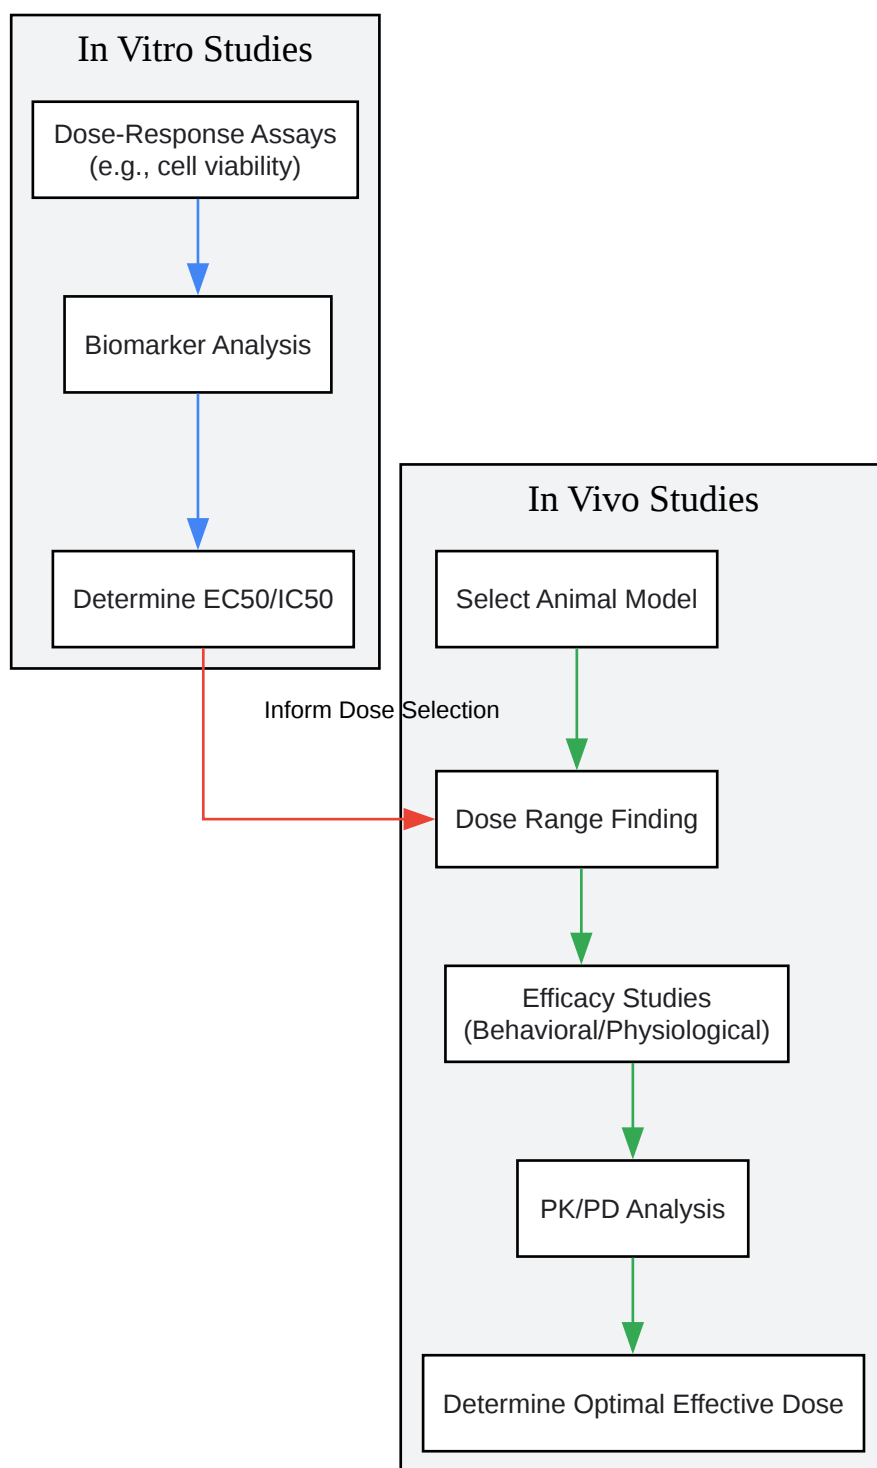 In Vitro Studies
Dose-Response Assays
(e.g., cell viability)
Biomarker Analysis
Determine EC50/IC50
Inform Dose Selection
In Vivo Studies
Select Animal Model
Dose Range Finding
Efficacy Studies
(Behavioral/Physiological)
PK/PD Analysis
Determine Optimal Effective Dose